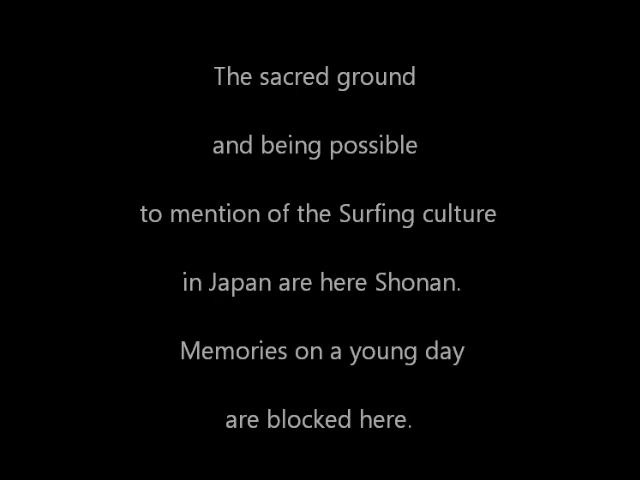 The sacred ground
and being possible
to mention of the Surfing culture
in Japan are here Shonan.
Memories on a young day
are blocked here.